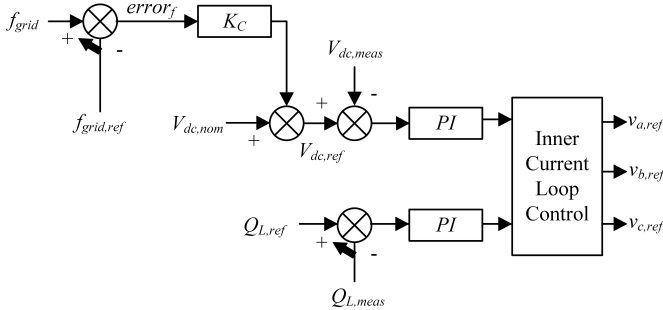 f_grid
+
-
error_f
K_C
f_grid,ref
V_dc,meas
-
+
V_dc,nom
+
V_dc,ref
PI
Inner
Current
Loop
Control
v_a,ref
v_b,ref
v_c,ref
Q_L,ref
+
-
PI
Q_L,meas